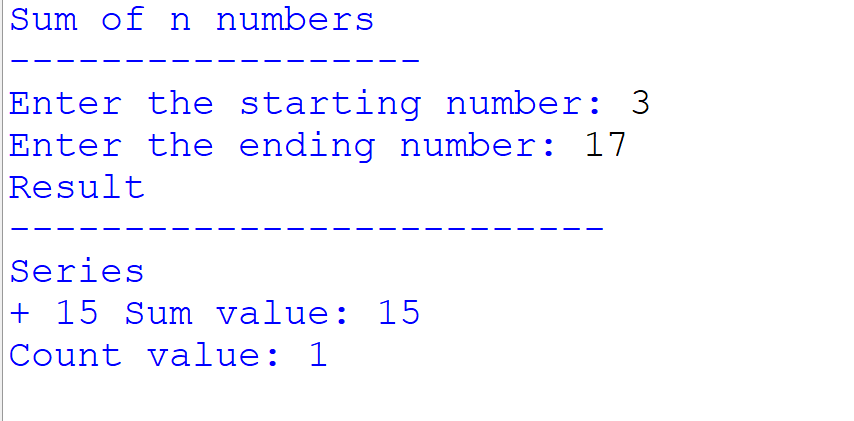 Sum of n numbers
------------------
Enter the starting number: 3
Enter the ending number: 17
Result
--------------------------
Series
+ 15 Sum value: 15
Count value: 1